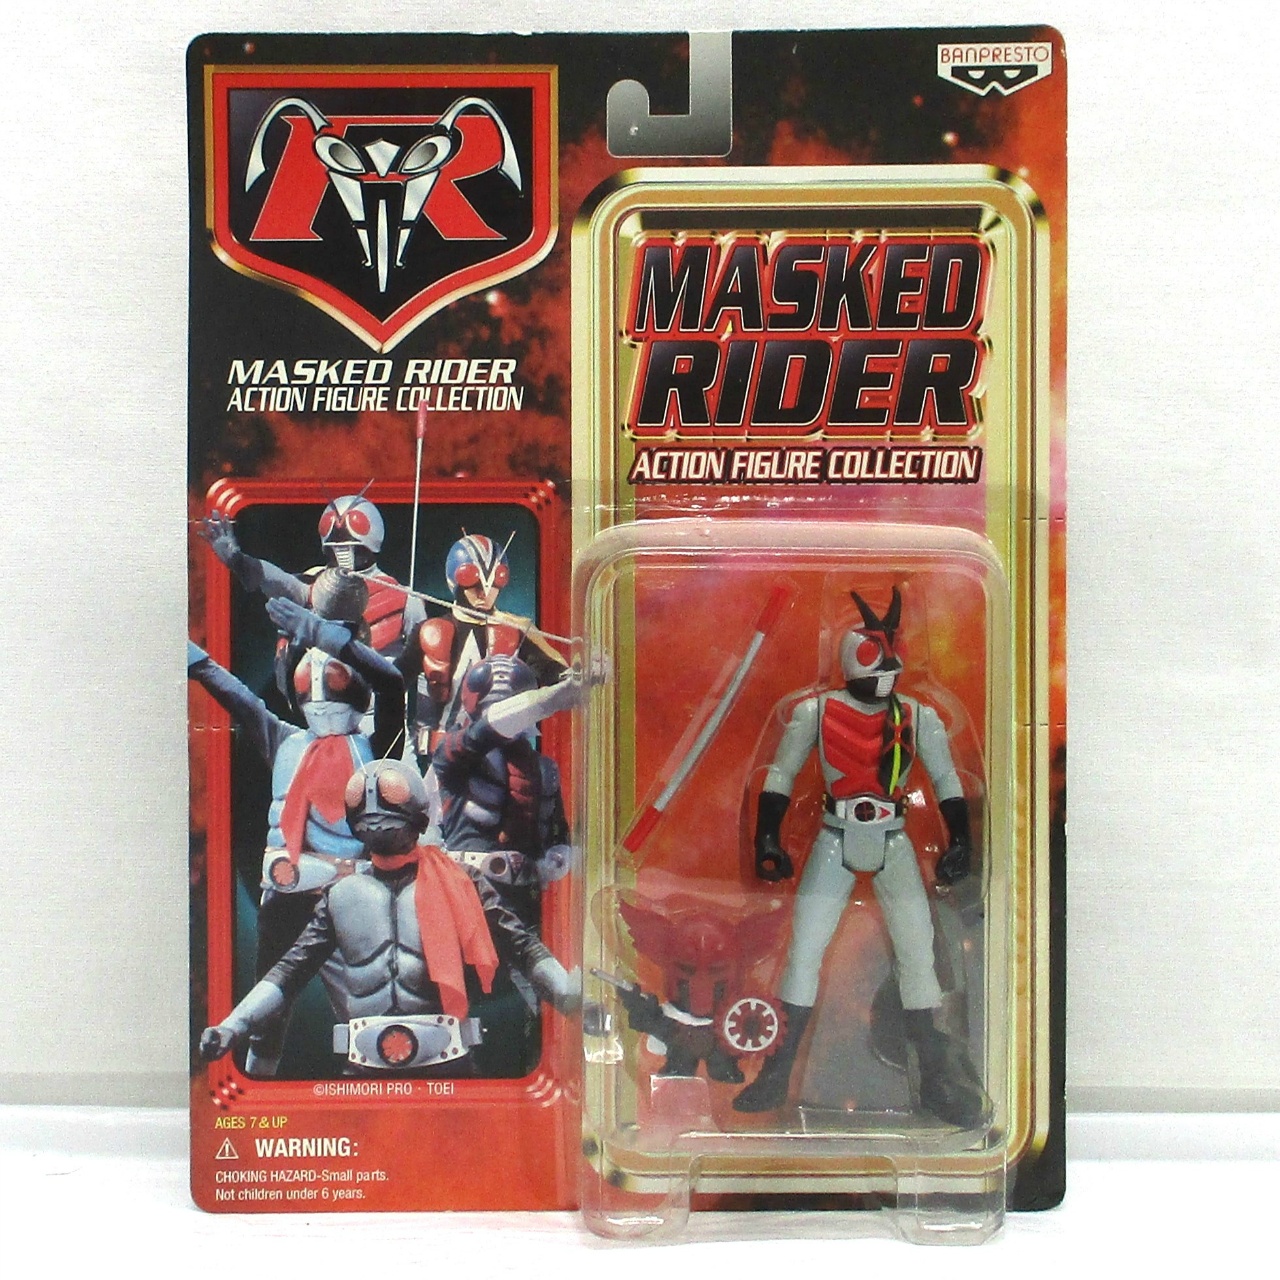 BANPRESTO
MASKED RIDER
ACTION FIGURE COLLECTION
MASKED
RIDER
ACTION FIGURE COLLECTION
©ISHIMORI PRO · TOEI
AGES 7 & UP
WARNING:
CHOKING HAZARD-Small parts.
Not children under 6 years.